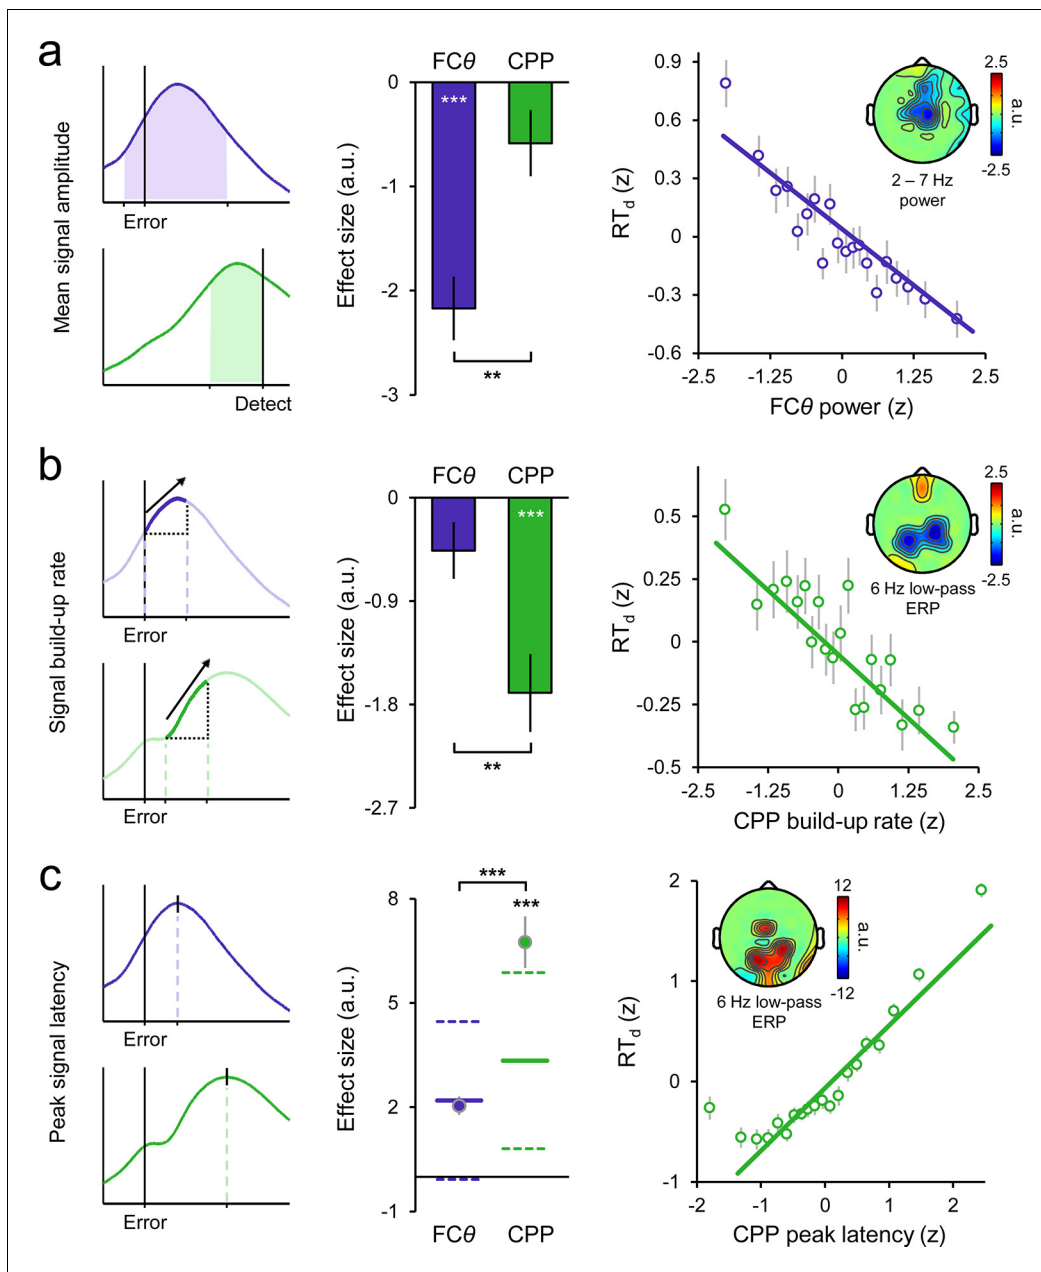 a
Mean signal amplitude
Error
Detect
FCθ CPP
Effect size (a.u.)
0
-1
-2
-3
***
**
RTd (z)
0.9
0.6
0.3
0
-0.3
-0.6
-2.5 -1.25 0 1.25 2.5
FCθ power (z)
2.5
a.u.
-2.5
2 – 7 Hz
power
b
Signal build-up rate
Error
Error
FCθ CPP
Effect size (a.u.)
0
-0.9
-1.8
-2.7
***
**
RTd (z)
0.5
0.25
0
-0.25
-0.5
-2.5 -1.25 0 1.25 2.5
CPP build-up rate (z)
2.5
a.u.
-2.5
6 Hz low-pass
ERP
c
Peak signal latency
Error
Error
Effect size (a.u.)
8
5
2
-1
***
***
FCθ CPP
RTd (z)
2
1
0
-1
-2 -1 0 1 2
CPP peak latency (z)
12
a.u.
-12
6 Hz low-pass
ERP